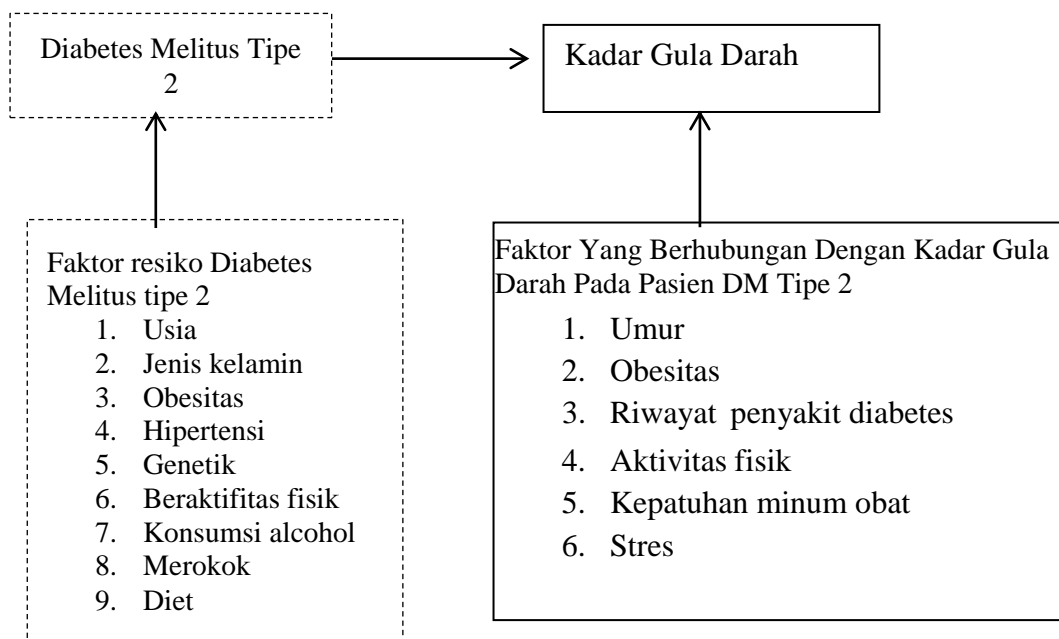 Diabetes Melitus Tipe
2
Kadar Gula Darah
Faktor resiko Diabetes
Melitus tipe 2
1. Usia
2. Jenis kelamin
3. Obesitas
4. Hipertensi
5. Genetik
6. Beraktifitas fisik
7. Konsumsi alcohol
8. Merokok
9. Diet
Faktor Yang Berhubungan Dengan Kadar Gula
Darah Pada Pasien DM Tipe 2
1. Umur
2. Obesitas
3. Riwayat penyakit diabetes
4. Aktivitas fisik
5. Kepatuhan minum obat
6. Stres